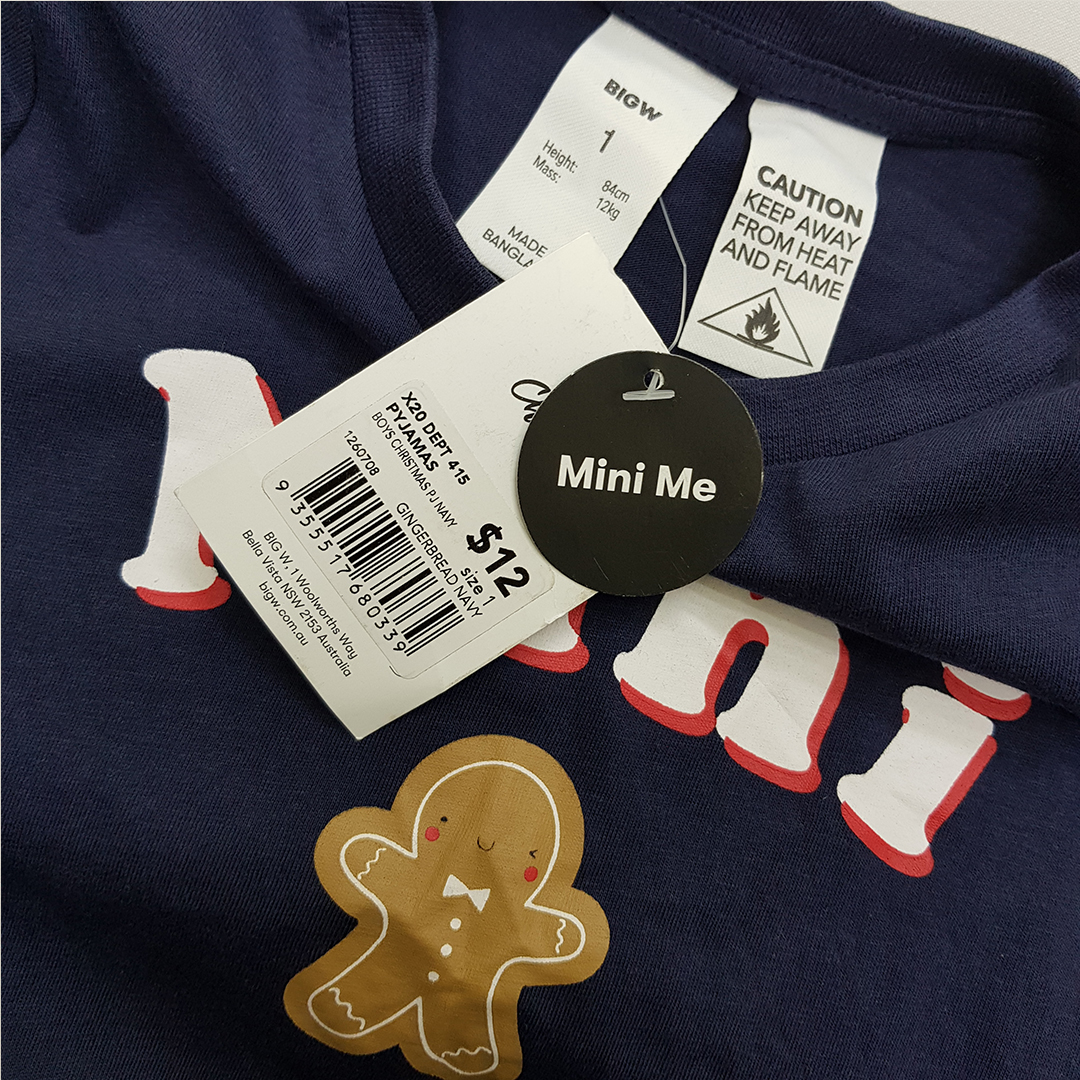 BIGW
1
Height: 84cm
Mass: 12kg
MADE
CAUTION
KEEP AWAY
FROM HEAT
AND FLAME
Mini Me
X20 DEPT 415
PYJAMAS
BOYS CHRISTMAS PJ NAVY
1260708
GINGERBREAD NAVY
$12
size 1
9 355517 680339
BIG W, 1 Woolworths Way
Bella Vista NSW 2153 Australia
bigw.com.au